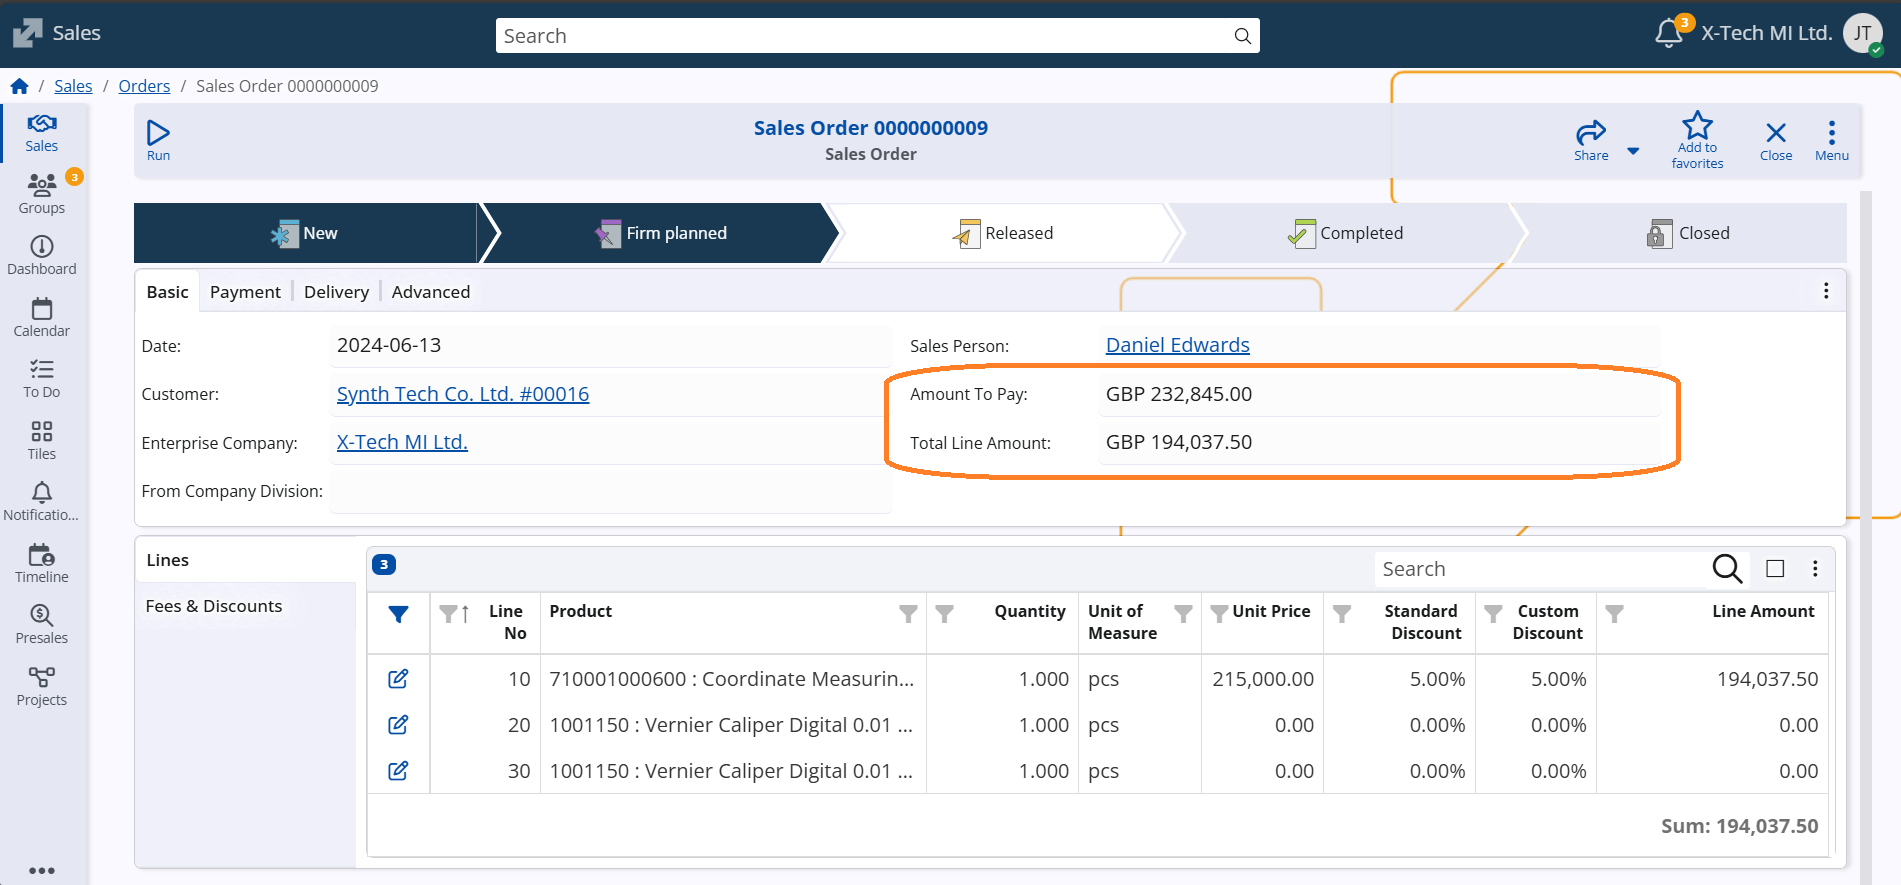 Sales
Search
3
X-Tech MI Ltd.
JT
/ Sales / Orders / Sales Order 0000000009
Sales
3
Groups
Dashboard
Calendar
To Do
Tiles
Notificatio...
Timeline
Presales
Projects
Run
Sales Order 0000000009
Sales Order
Share
Add to
favorites
Close
Menu
New
Firm planned
Released
Completed
Closed
Basic
Payment
Delivery
Advanced
Date: 2024-06-13
Sales Person: Daniel Edwards
Customer: Synth Tech Co. Ltd. #00016
Amount To Pay: GBP 232,845.00
Enterprise Company: X-Tech MI Ltd.
Total Line Amount: GBP 194,037.50
From Company Division:
Lines
Fees & Discounts
3
Search
Line No Product Quantity Unit of Measure Unit Price Standard Discount Custom Discount Line Amount
10 710001000600 : Coordinate Measurin... 1.000 pcs 215,000.00 5.00% 5.00% 194,037.50
20 1001150 : Vernier Caliper Digital 0.01 ... 1.000 pcs 0.00 0.00% 0.00% 0.00
30 1001150 : Vernier Caliper Digital 0.01 ... 1.000 pcs 0.00 0.00% 0.00% 0.00
Sum: 194,037.50